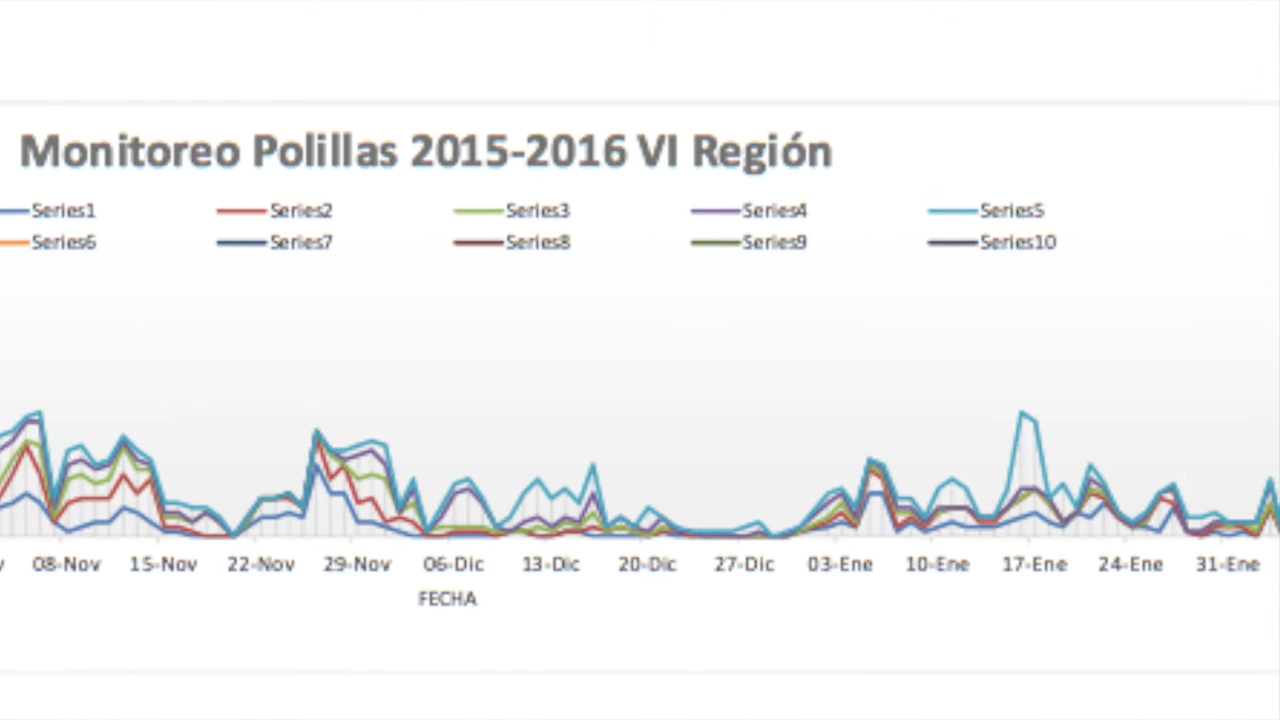 Monitoreo Polillas 2015-2016 VI Región
Series1 Series2 Series3 Series4 Series5
Series6 Series7 Series8 Series9 Series10
08-Nov 15-Nov 22-Nov 29-Nov 06-Dic 13-Dic 20-Dic 27-Dic 03-Ene 10-Ene 17-Ene 24-Ene 31-Ene
FECHA